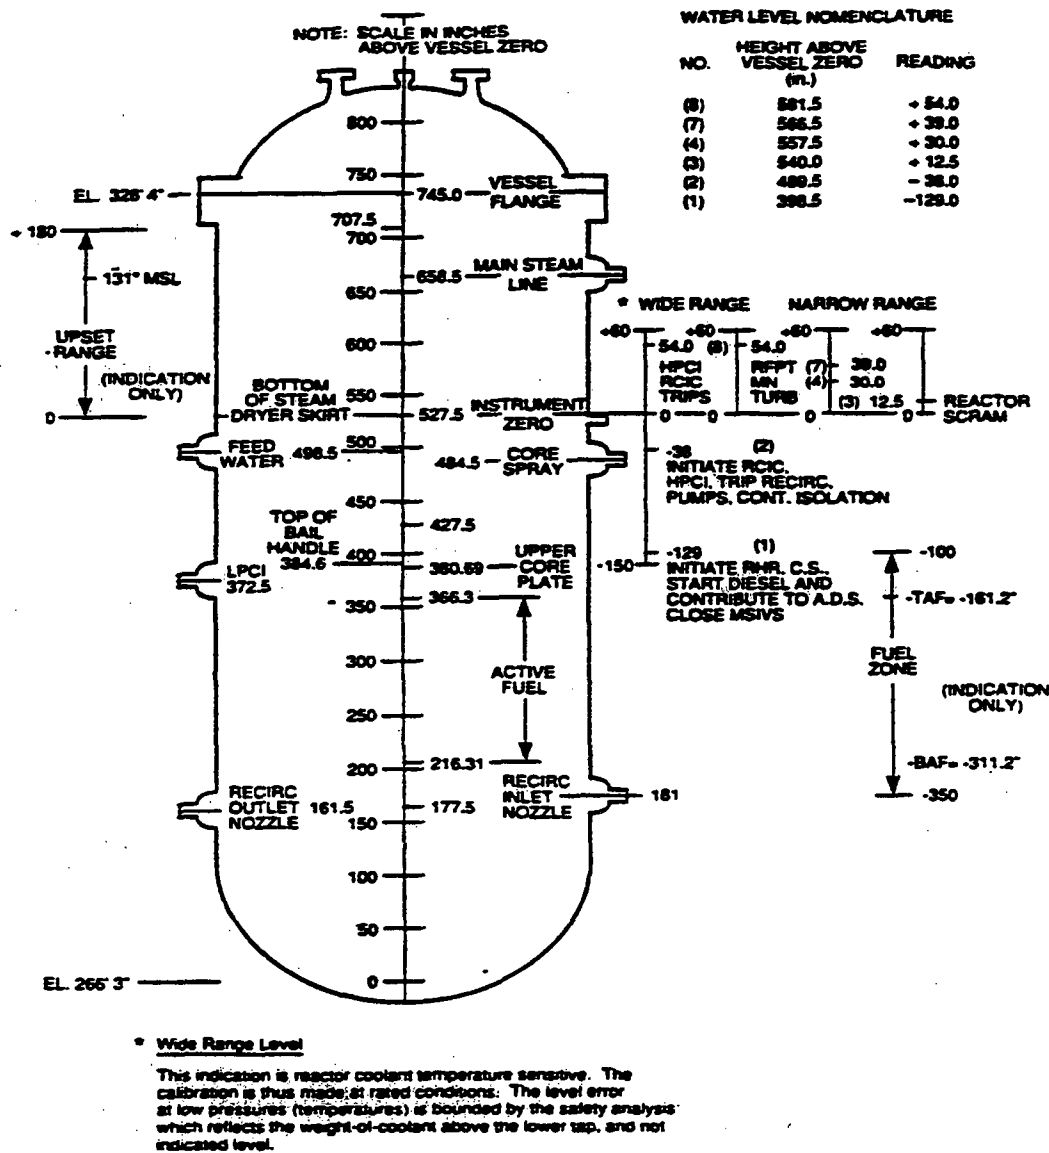 NOTE: SCALE IN INCHES
ABOVE VESSEL ZERO
WATER LEVEL NOMENCLATURE
NO. HEIGHT ABOVE VESSEL ZERO (in.) READING
(8) 581.5 + 54.0
(7) 566.5 + 39.0
(4) 557.5 + 30.0
(3) 540.0 + 12.5
(2) 489.5 - 38.0
(1) 398.5 -129.0
800
750
EL. 326' 4"
745.0
VESSEL
FLANGE
707.5
700
+ 180
131" MSL
658.5
MAIN STEAM
LINE
650
* WIDE RANGE
NARROW RANGE
+60 +60 +60 +60
600
54.0 (8) 54.0
UPSET
RANGE
(INDICATION
ONLY)
0
HPCI
RCIC
TRIPS
RFPT (7) 39.0
MN (4) 30.0
TURB
(3) 12.5
REACTOR
SCRAM
0 0 0 0
550
BOTTOM
OF STEAM
DRYER SKIRT
527.5
INSTRUMENT
ZERO
500
FEED
WATER 498.5
484.5
CORE
SPRAY
-38 (2)
INITIATE RCIC,
HPCI, TRIP RECIRC,
PUMPS, CONT. ISOLATION
450
427.5
TOP OF
BAIL
HANDLE
384.6
400
380.69
UPPER
CORE
PLATE
-150
-129 (1)
INITIATE RHR, C.S.,
START DIESEL AND
CONTRIBUTE TO A.D.S.
CLOSE MSIVS
-100
-TAF= -161.2"
LPCI
372.5
366.3
350
300
ACTIVE
FUEL
FUEL
ZONE
(INDICATION
ONLY)
250
216.31
200
-BAF= -311.2"
-350
RECIRC
OUTLET
NOZZLE
161.5
177.5
RECIRC
INLET
NOZZLE
181
150
100
50
0
EL. 266' 3"
* Wide Range Level
This indication is reactor coolant temperature sensitive. The
calibration is thus made at rated conditions. The level error
at low pressures (temperatures) is bounded by the safety analysis
which reflects the weight-of-coolant above the lower tap, and not
indicated level.